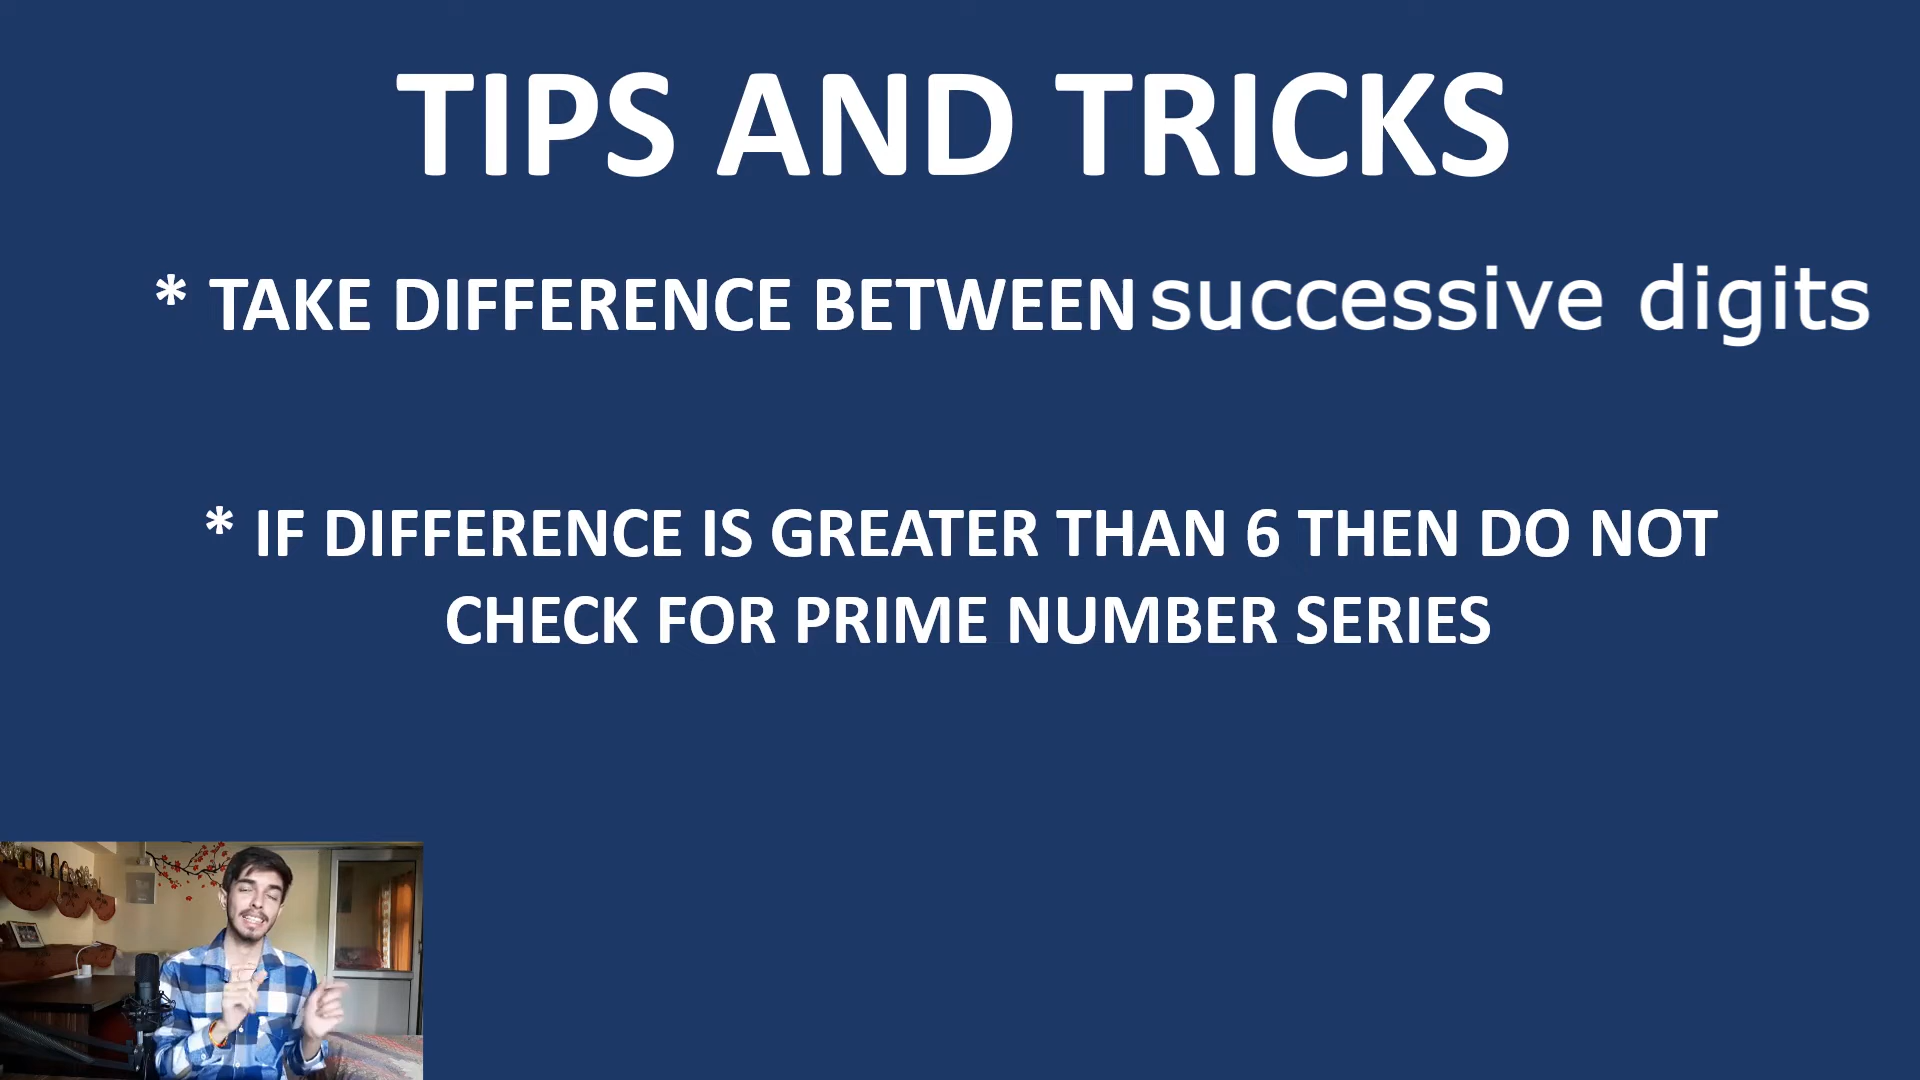 TIPS AND TRICKS
* TAKE DIFFERENCE BETWEEN successive digits
* IF DIFFERENCE IS GREATER THAN 6 THEN DO NOT
CHECK FOR PRIME NUMBER SERIES